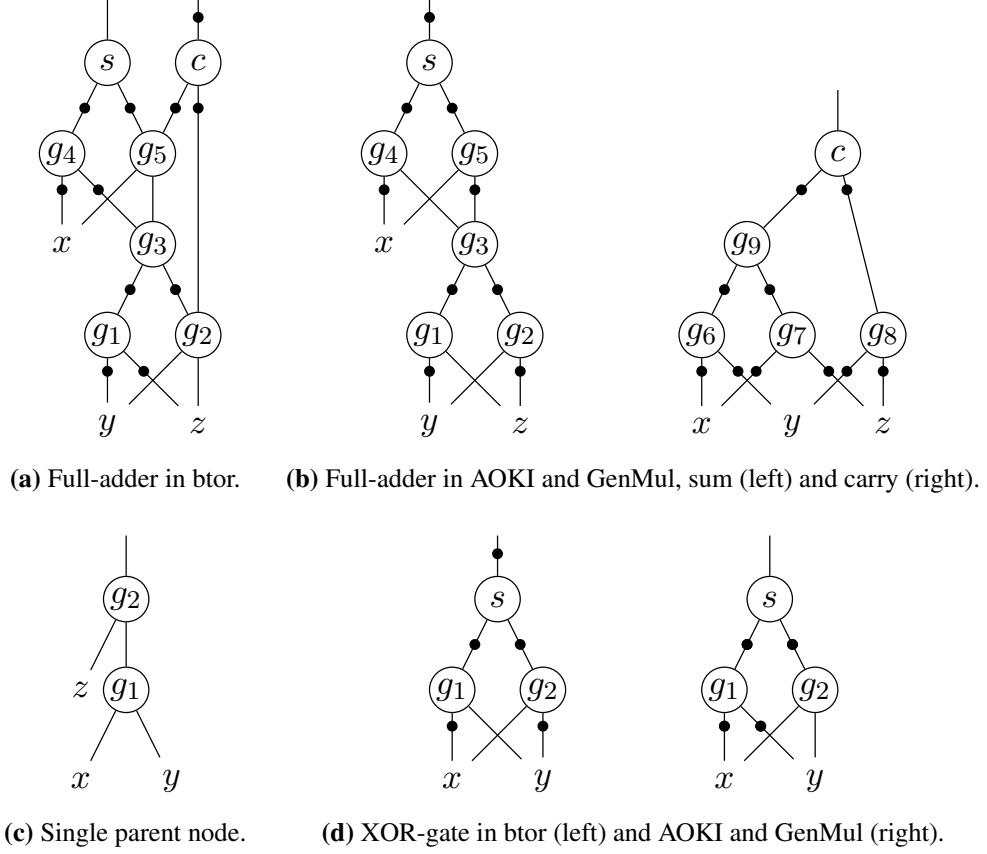 s c s
g4 g5 g4 g5 c
x g3 x g3 g9
g1 g2 g1 g2 g6 g7 g8
y z y z x y z
(a) Full-adder in btor. (b) Full-adder in AOKI and GenMul, sum (left) and carry (right).
g2 s s
z g1 g1 g2 g1 g2
x y x y x y
(c) Single parent node. (d) XOR-gate in btor (left) and AOKI and GenMul (right).